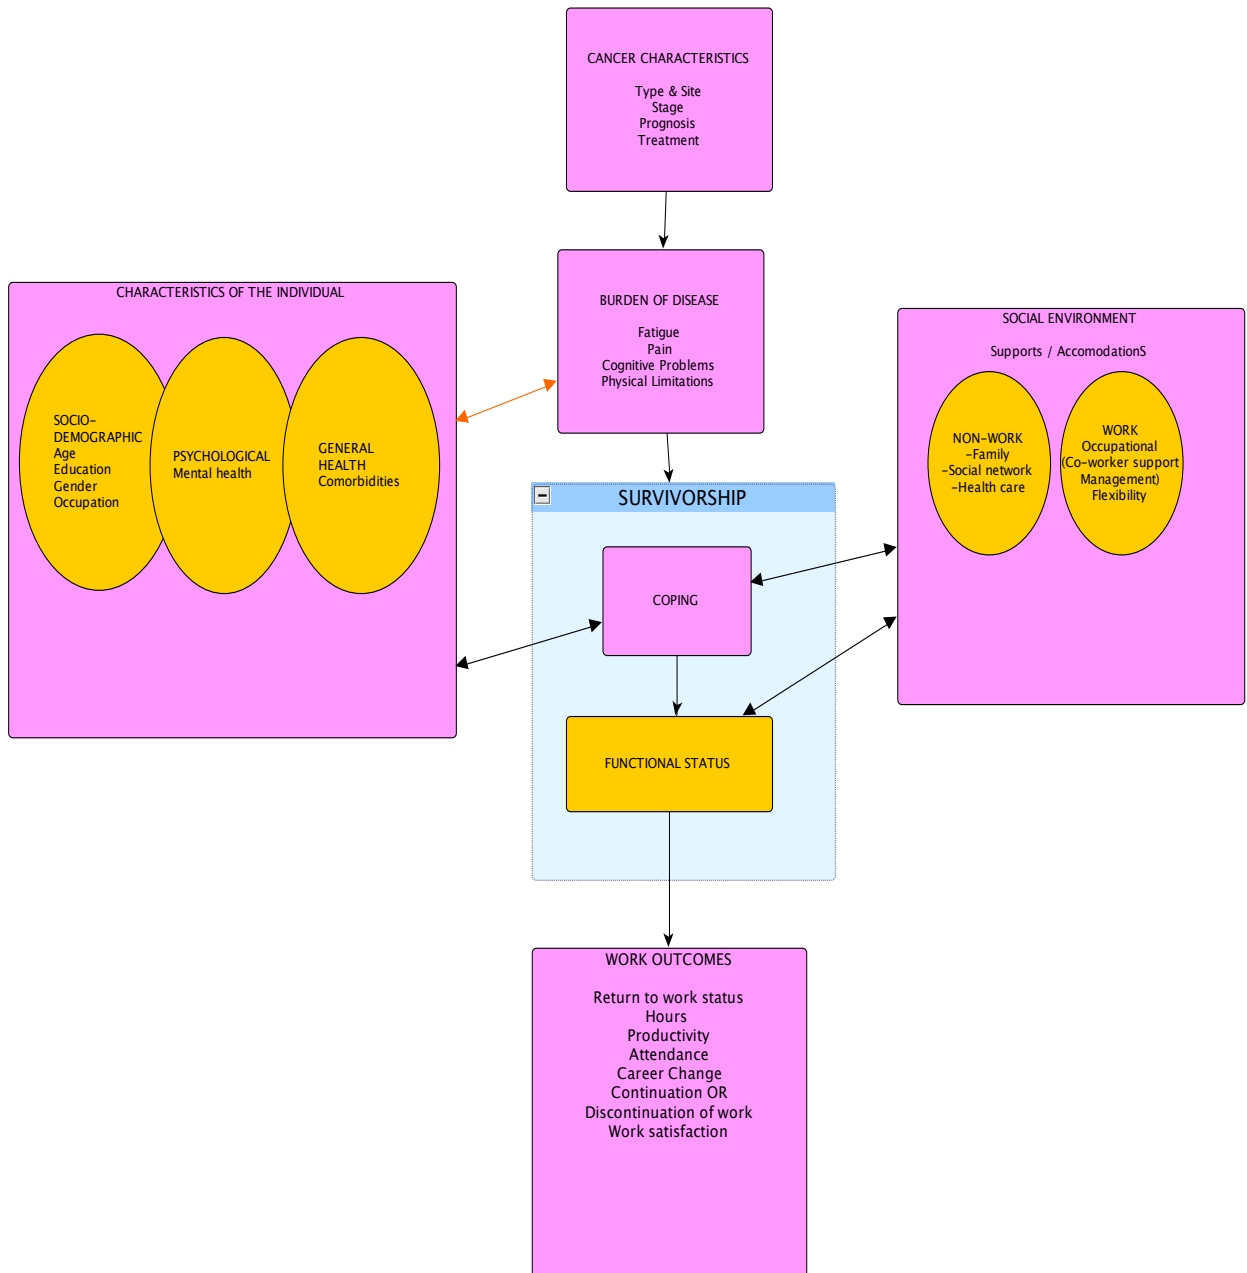 CANCER CHARACTERISTICS
Type & Site
Stage
Prognosis
Treatment
BURDEN OF DISEASE
Fatigue
Pain
Cognitive Problems
Physical Limitations
CHARACTERISTICS OF THE INDIVIDUAL
SOCIO-
DEMOGRAPHIC
Age
Education
Gender
Occupation
PSYCHOLOGICAL
Mental health
GENERAL
HEALTH
Comorbidities
SOCIAL ENVIRONMENT
Supports / AccomodationS
NON-WORK
-Family
-Social network
-Health care
WORK
Occupational
(Co-worker support
Management)
Flexibility
SURVIVORSHIP
COPING
FUNCTIONAL STATUS
WORK OUTCOMES
Return to work status
Hours
Productivity
Attendance
Career Change
Continuation OR
Discontinuation of work
Work satisfaction